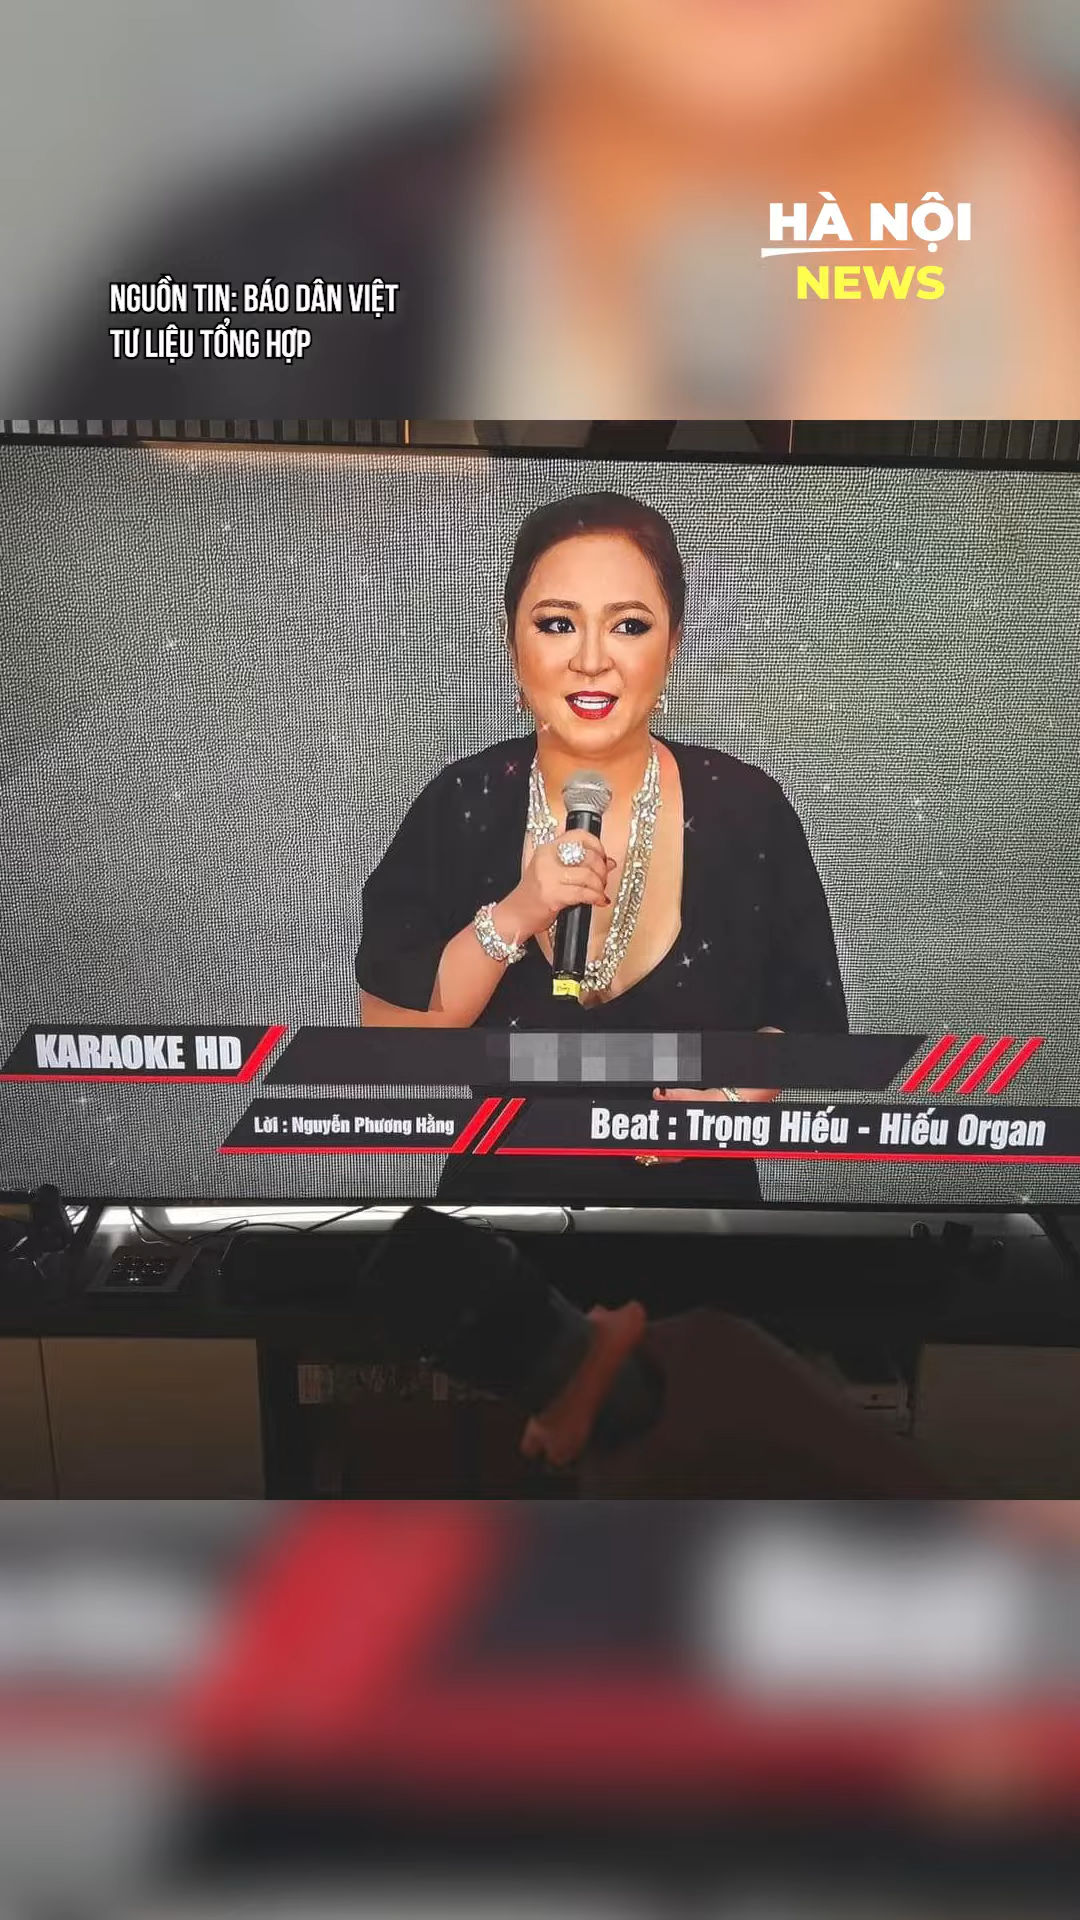 HÀ NỘI
NEWS
NGUỒN TIN: BÁO DÂN VIỆT
TƯ LIỆU TỔNG HỢP
KARAOKE HD
Lời : Nguyễn Phương Hằng
Beat : Trọng Hiếu - Hiếu Organ